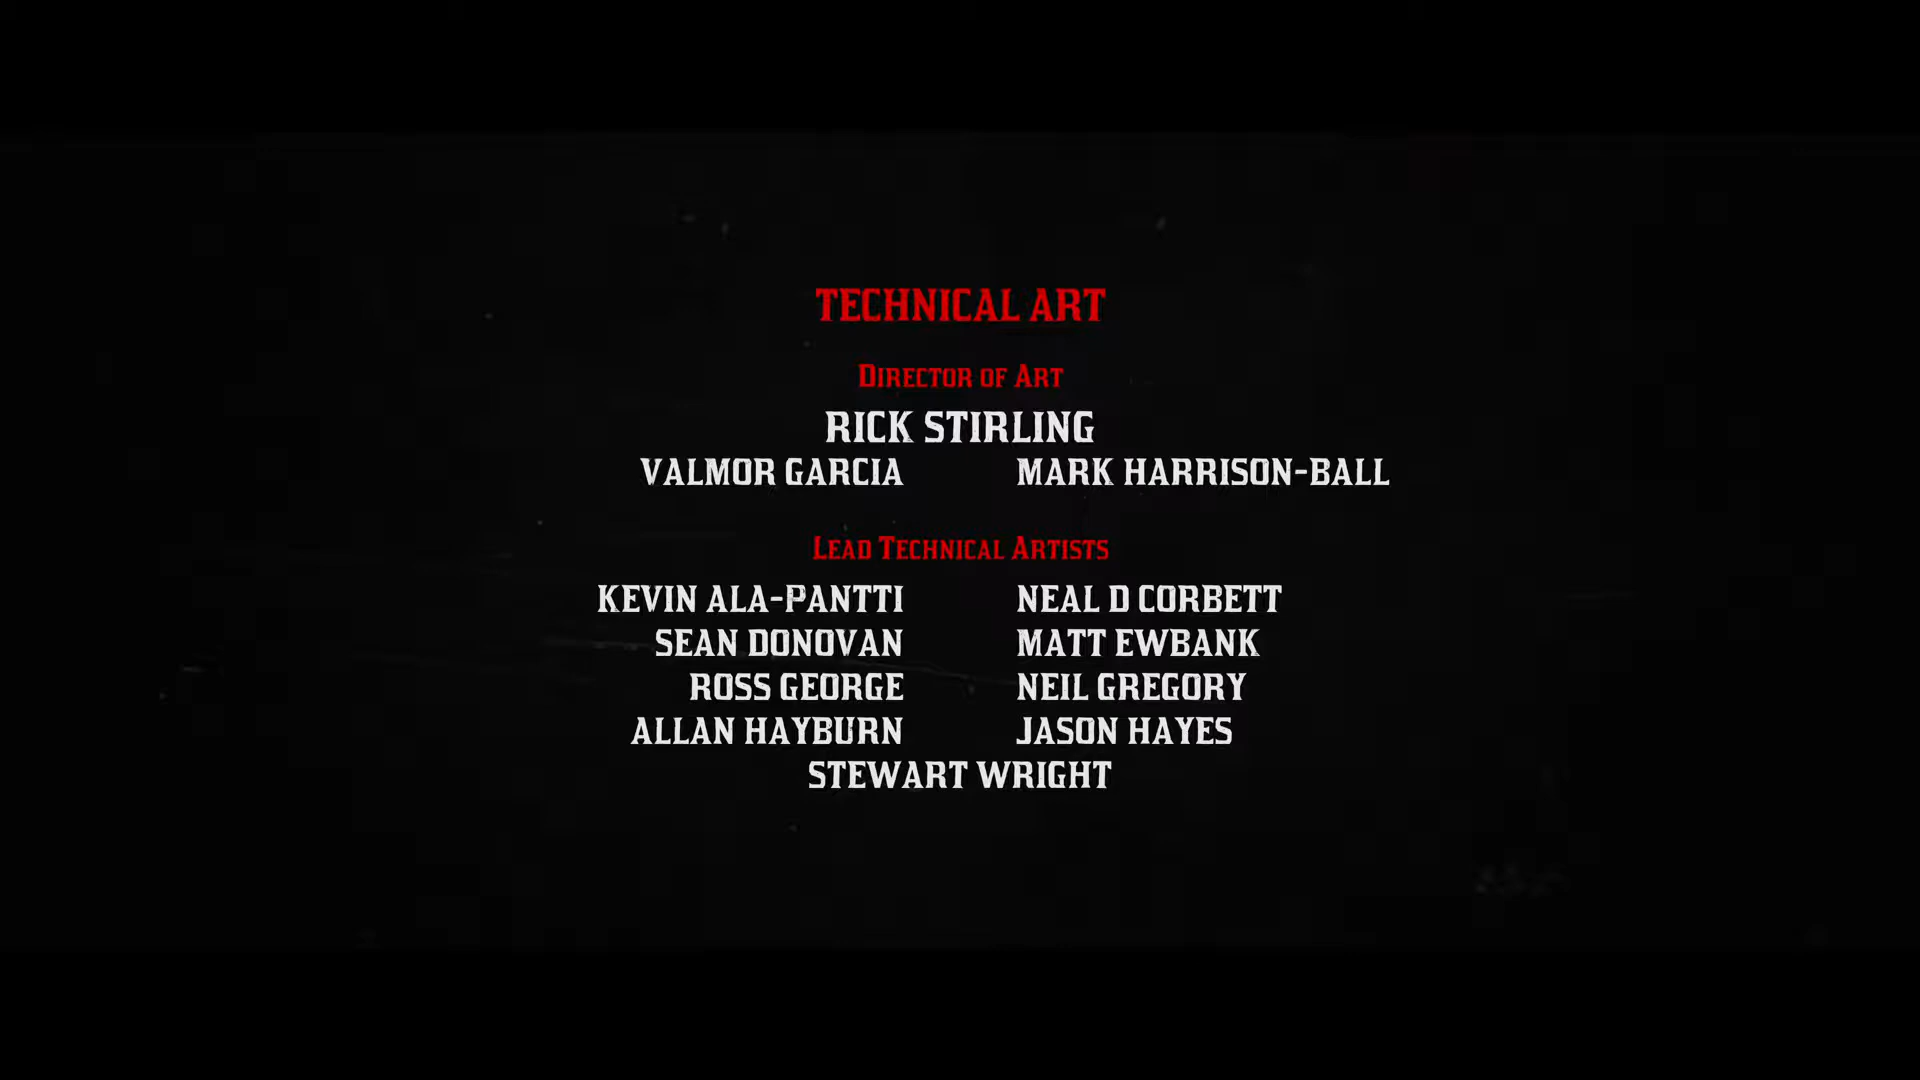 TECHNICAL ART
DIRECTOR OF ART
RICK STIRLING
VALMOR GARCIA MARK HARRISON-BALL
LEAD TECHNICAL ARTISTS
KEVIN ALA-PANTTI NEAL D CORBETT
SEAN DONOVAN MATT EWBANK
ROSS GEORGE NEIL GREGORY
ALLAN HAYBURN JASON HAYES
STEWART WRIGHT